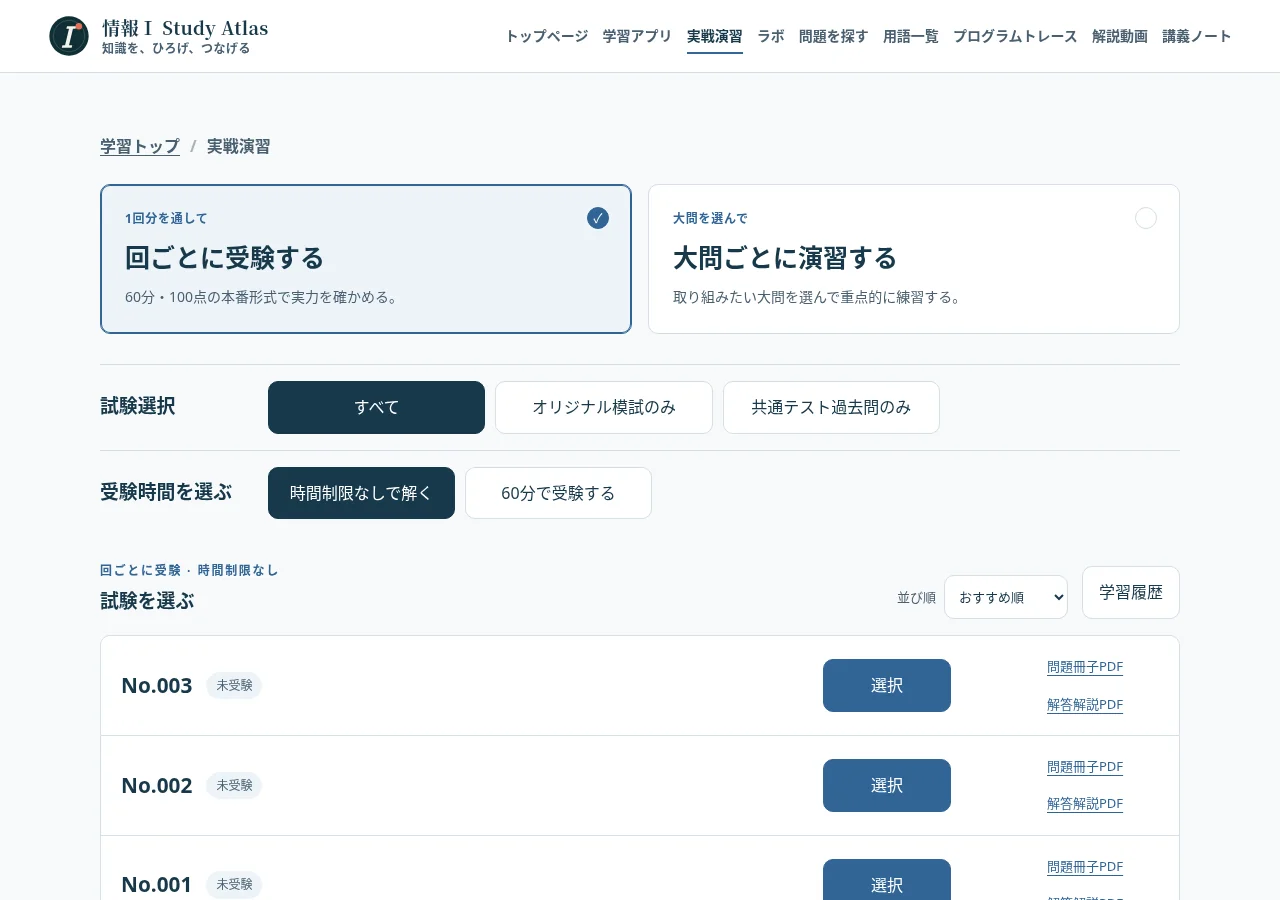 情報Ⅰ Study Atlas
知識を、ひろげ、つなげる
トップページ 学習アプリ 実戦演習 ラボ 問題を探す 用語一覧 プログラムトレース 解説動画 講義ノート
学習トップ / 実戦演習
1回分を通して
回ごとに受験する
60分・100点の本番形式で実力を確かめる。
大問を選んで
大問ごとに演習する
取り組みたい大問を選んで重点的に練習する。
試験選択
すべて
オリジナル模試のみ
共通テスト過去問のみ
受験時間を選ぶ
時間制限なしで解く
60分で受験する
回ごとに受験 · 時間制限なし
試験を選ぶ
並び順
おすすめ順
学習履歴
No.003 未受験
選択
問題冊子PDF
解答解説PDF
No.002 未受験
選択
問題冊子PDF
解答解説PDF
No.001 未受験
選択
問題冊子PDF